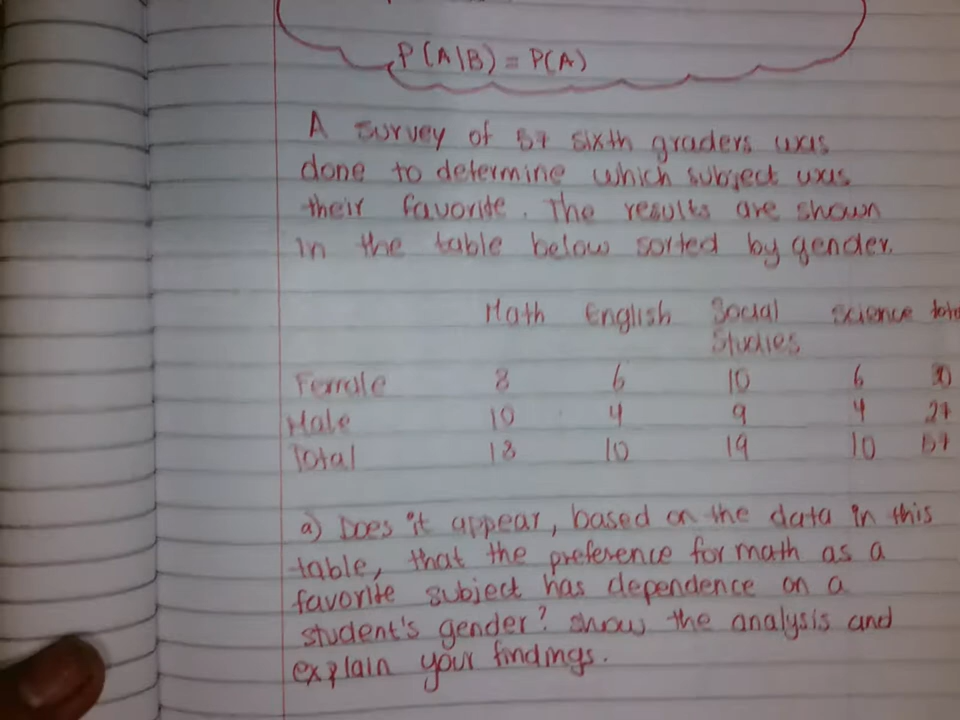 P(A|B) = P(A)
A survey of 57 sixth graders was
done to determine which subject was
their favorite. The results are shown
in the table below sorted by gender.
Math English Social Studies science total
Female 8 6 10 6 30
Male 10 4 9 4 27
Total 18 10 19 10 57
a) Does it appear, based on the data in this
table, that the preference for math as a
favorite subject has dependence on a
student's gender? show the analysis and
explain your findings.